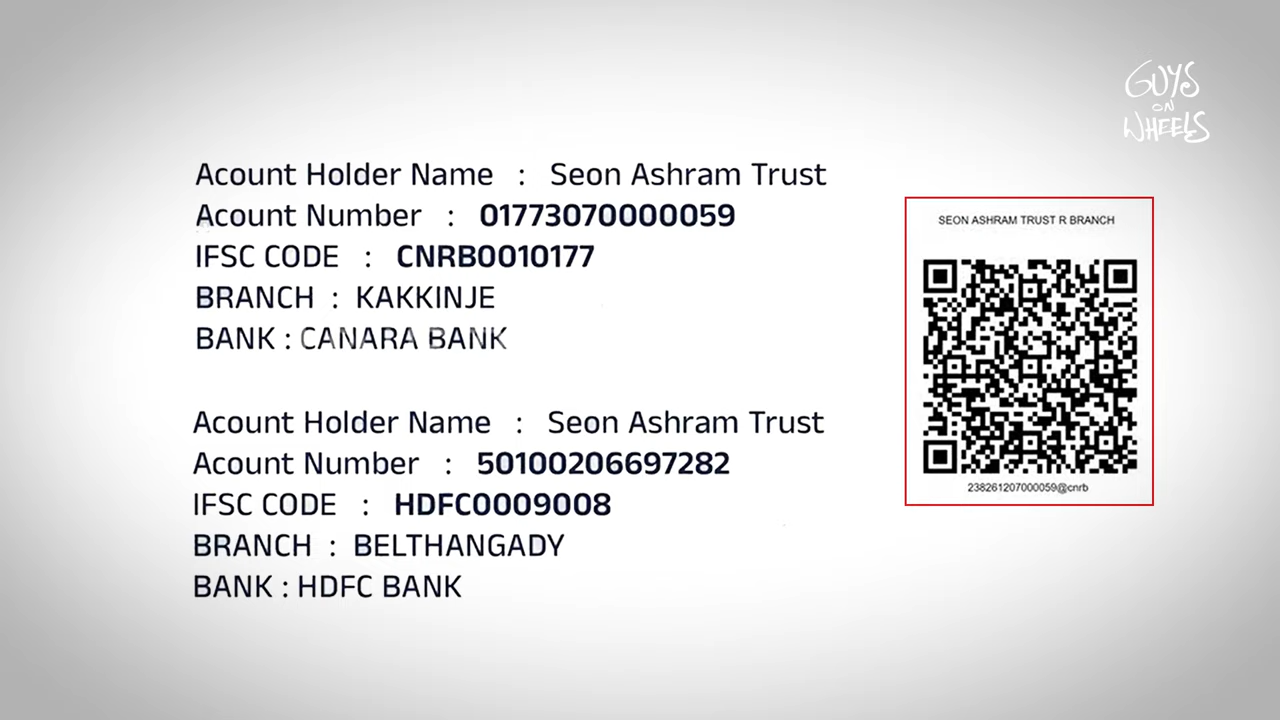 GUYS
ON
WHEELS
Acount Holder Name : Seon Ashram Trust
Acount Number : 01773070000059
IFSC CODE : CNRB0010177
BRANCH : KAKKINJE
BANK : CANARA BANK
Acount Holder Name : Seon Ashram Trust
Acount Number : 50100206697282
IFSC CODE : HDFC0009008
BRANCH : BELTHANGADY
BANK : HDFC BANK
SEON ASHRAM TRUST R BRANCH
238261207000059@cnrb